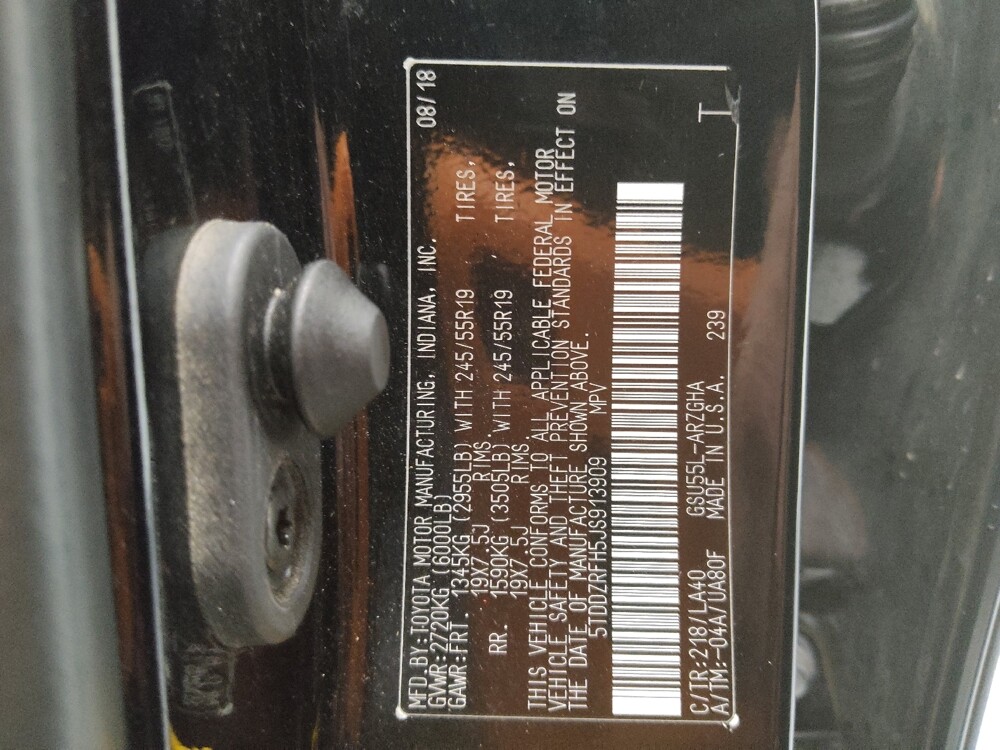 MFD BY:TOYOTA MOTOR MANUFACTURING, INDIANA, INC. 08/18
GVWR:2720KG(6000LB)
GAWR:FRT. 1345KG (2955LB) WITH 245/55R19 TIRES,
19X7.5J RIMS,
RR. 1590KG (3505LB) WITH 245/55R19 TIRES,
19X7.5J RIMS.
THIS VEHICLE CONFORMS TO ALL APPLICABLE FEDERAL MOTOR
VEHICLE SAFETY AND THEFT PREVENTION STANDARDS IN EFFECT ON
THE DATE OF MANUFACTURE SHOWN ABOVE.
5TDDZRFH5JS913909 MPV
C/TR:218/LA40 GSU55L-ARZGHA
A/TM:-04A/UA80F MADE IN U.S.A. 239